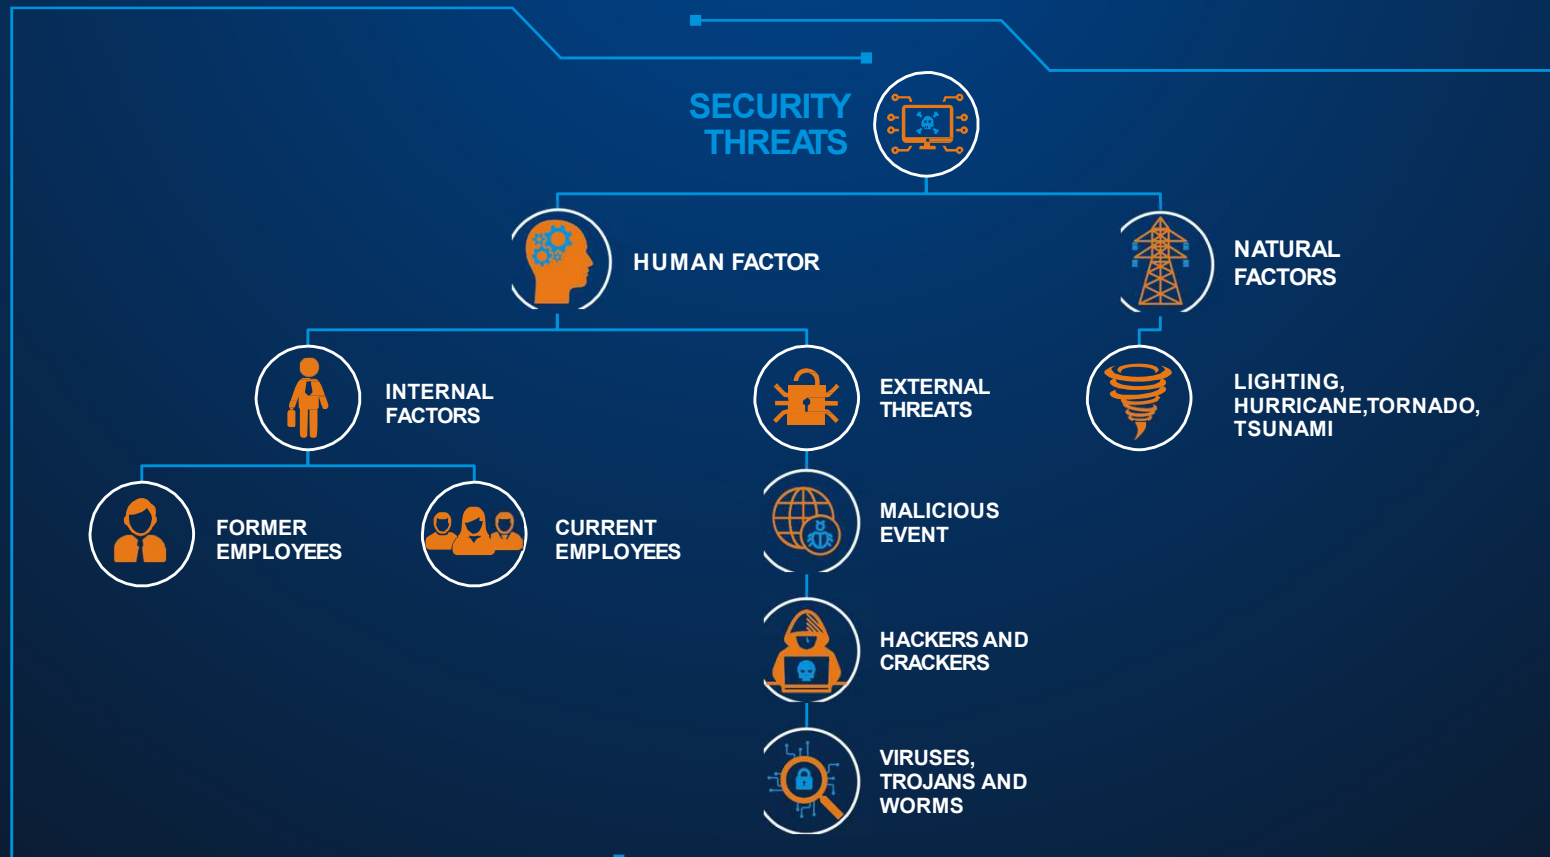 SECURITY
THREATS
HUMAN FACTOR
NATURAL
FACTORS
INTERNAL
FACTORS
EXTERNAL
THREATS
LIGHTING,
HURRICANE,TORNADO,
TSUNAMI
FORMER
EMPLOYEES
CURRENT
EMPLOYEES
MALICIOUS
EVENT
HACKERS AND
CRACKERS
VIRUSES,
TROJANS AND
WORMS